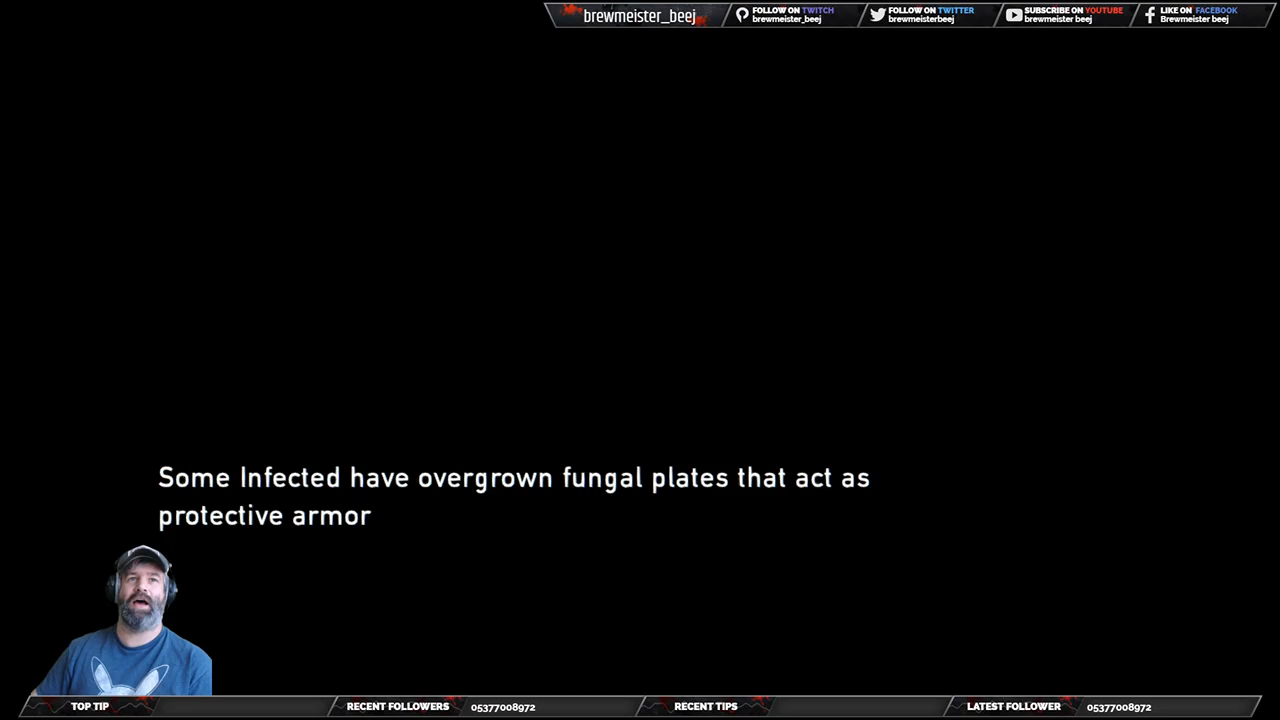 brewmeister_beej
FOLLOW ON TWITCH
brewmeister_beej
FOLLOW ON TWITTER
brewmeisterbeej
SUBSCRIBE ON YOUTUBE
brewmeister beej
LIKE ON FACEBOOK
Brewmeister beej
Some Infected have overgrown fungal plates that act as
protective armor
TOP TIP
RECENT FOLLOWERS 05377008972
RECENT TIPS
LATEST FOLLOWER 05377008972